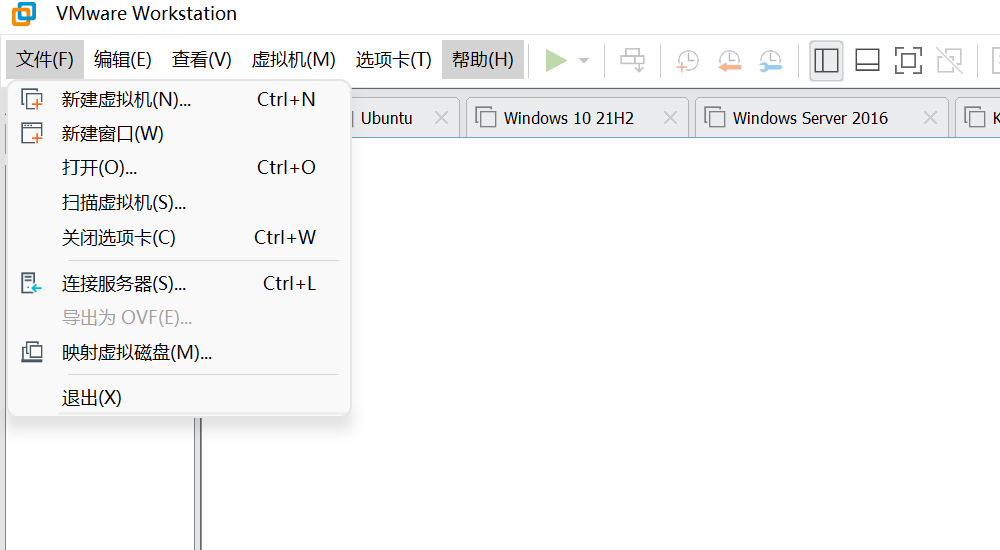 VMware Workstation
文件(F) 编辑(E) 查看(V) 虚拟机(M) 选项卡(T) 帮助(H)
Ubuntu Windows 10 21H2 Windows Server 2016 K
新建虚拟机(N)... Ctrl+N
新建窗口(W)
打开(O)... Ctrl+O
扫描虚拟机(S)...
关闭选项卡(C) Ctrl+W
连接服务器(S)... Ctrl+L
导出为 OVF(E)...
映射虚拟磁盘(M)...
退出(X)